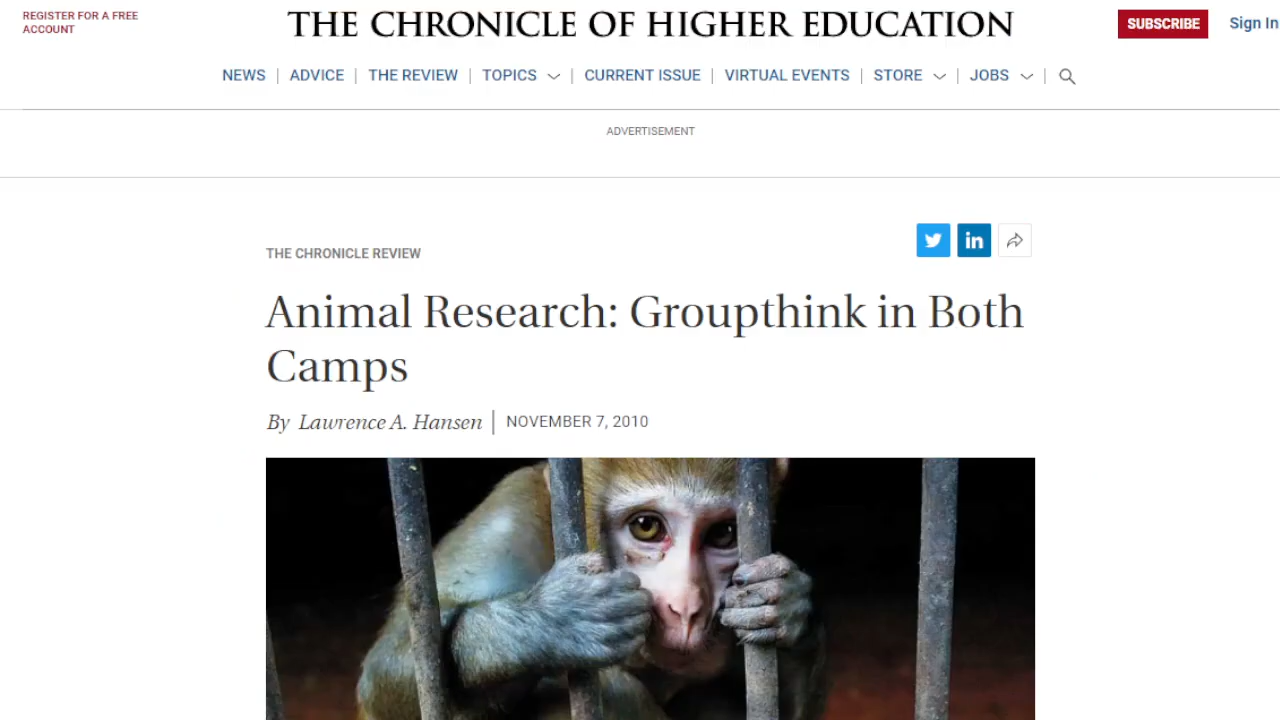 REGISTER FOR A FREE
ACCOUNT
THE CHRONICLE OF HIGHER EDUCATION
SUBSCRIBE
Sign In
NEWS
ADVICE
THE REVIEW
TOPICS
CURRENT ISSUE
VIRTUAL EVENTS
STORE
JOBS
ADVERTISEMENT
THE CHRONICLE REVIEW
in
Animal Research: Groupthink in Both
Camps
By Lawrence A. Hansen | NOVEMBER 7, 2010